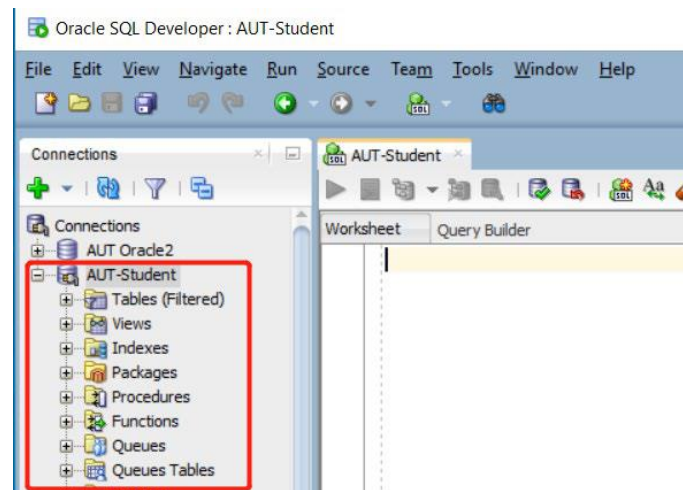 Oracle SQL Developer : AUT-Student
File Edit View Navigate Run Source Team Tools Window Help
Connections
AUT-Student
Worksheet Query Builder
Connections
AUT Oracle2
AUT-Student
Tables (Filtered)
Views
Indexes
Packages
Procedures
Functions
Queues
Queues Tables